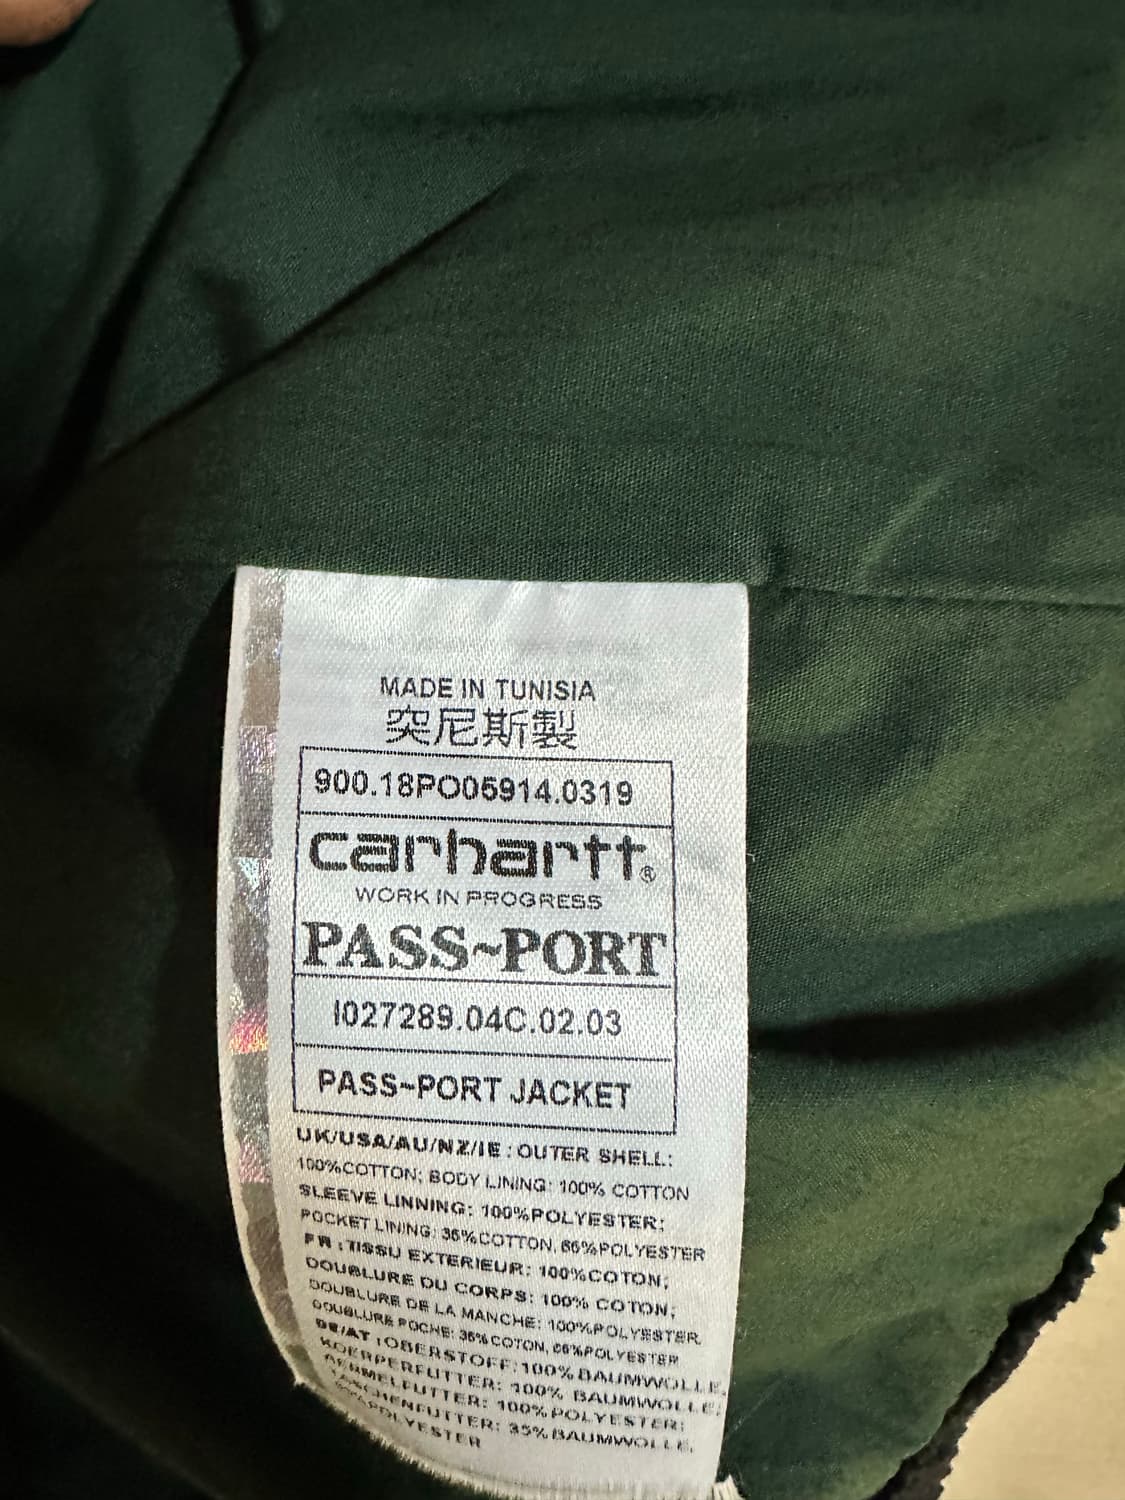 MADE IN TUNISIA
突尼斯製
900.18PO05914.0319
carhartt®
WORK IN PROGRESS
PASS~PORT
I027289.04C.02.03
PASS~PORT JACKET
UK/USA/AU/NZ/IE : OUTER SHELL:
100%COTTON; BODY LINING: 100% COTTON
SLEEVE LINNING: 100%POLYESTER;
POCKET LINING: 35%COTTON, 65%POLYESTER
FR : TISSU EXTERIEUR: 100%COTON;
DOUBLURE DU CORPS: 100% COTON;
DOUBLURE DE LA MANCHE: 100%POLYESTER.
DOUBLURE POCHE: 35% COTON, 65%POLYESTER
DE/AT : OBERSTOFF: 100%BAUMWOLLE,
KOERPERFUTTER: 100% BAUMWOLLE;
AERMELFUTTER: 100%POLYESTER;
TASCHENFUTTER: 35%BAUMWOLLE,
65%POLYESTER